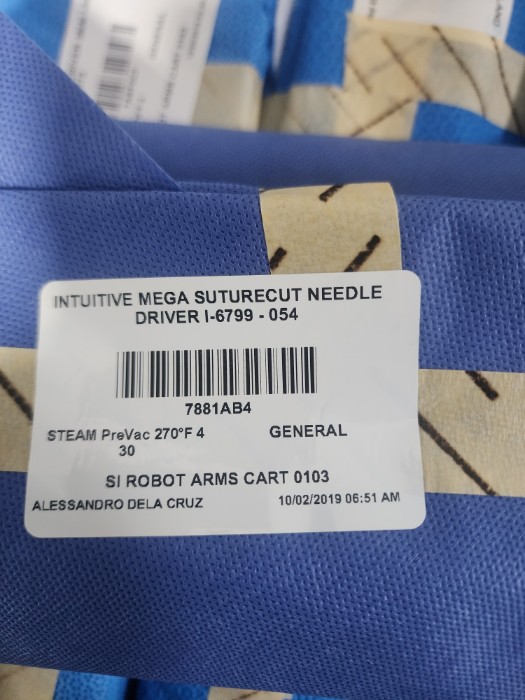 INTUITIVE MEGA SUTURECUT NEEDLE
DRIVER I-6799 - 054
7881AB4
STEAM PreVac 270°F 4 GENERAL
30
SI ROBOT ARMS CART 0103
ALESSANDRO DELA CRUZ 10/02/2019 06:51 AM